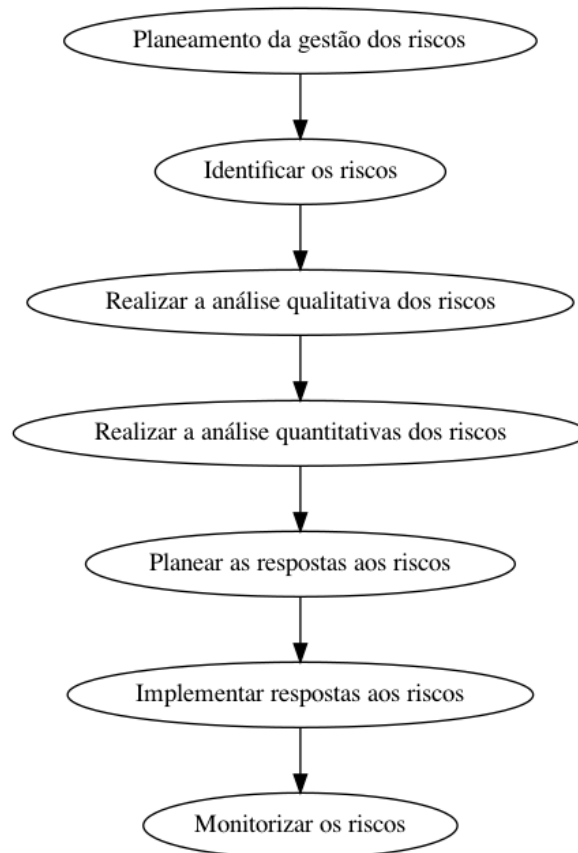 Planeamento da gestão dos riscos
Identificar os riscos
Realizar a análise qualitativa dos riscos
Realizar a análise quantitativas dos riscos
Planear as respostas aos riscos
Implementar respostas aos riscos
Monitorizar os riscos